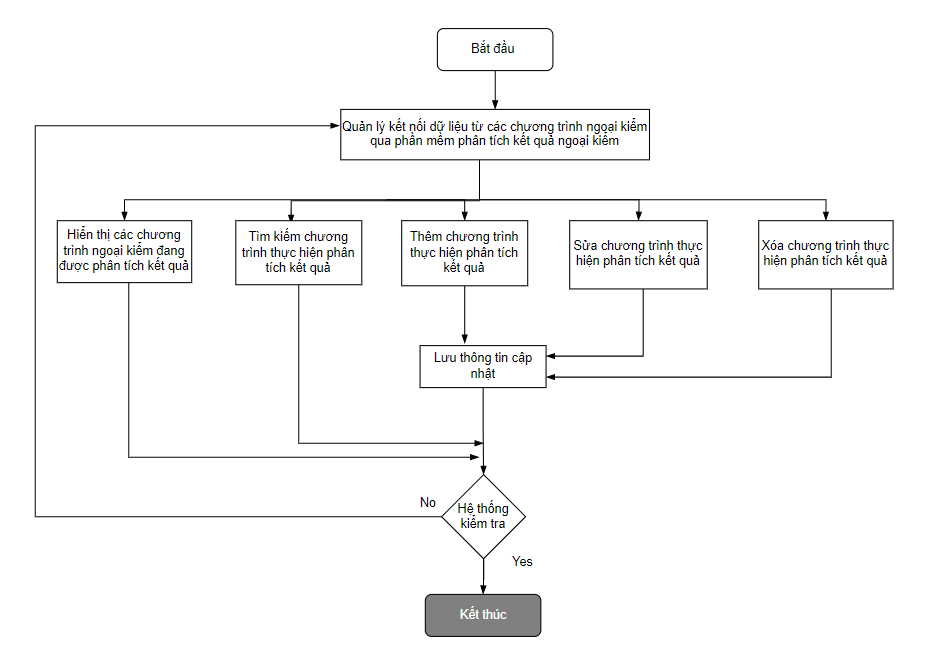 Bắt đầu
Quản lý kết nối dữ liệu từ các chương trình ngoại kiểm
qua phần mềm phân tích kết quả ngoại kiểm
Hiển thị các chương
trình ngoại kiểm đang
được phân tích kết quả
Tìm kiếm chương
trình thực hiện phân
tích kết quả
Thêm chương trình
thực hiện phân tích
kết quả
Sửa chương trình thực
hiện phân tích kết quả
Xóa chương trình thực
hiện phân tích kết quả
Lưu thông tin cập
nhật
No
Hệ thống
kiểm tra
Yes
Kết thúc